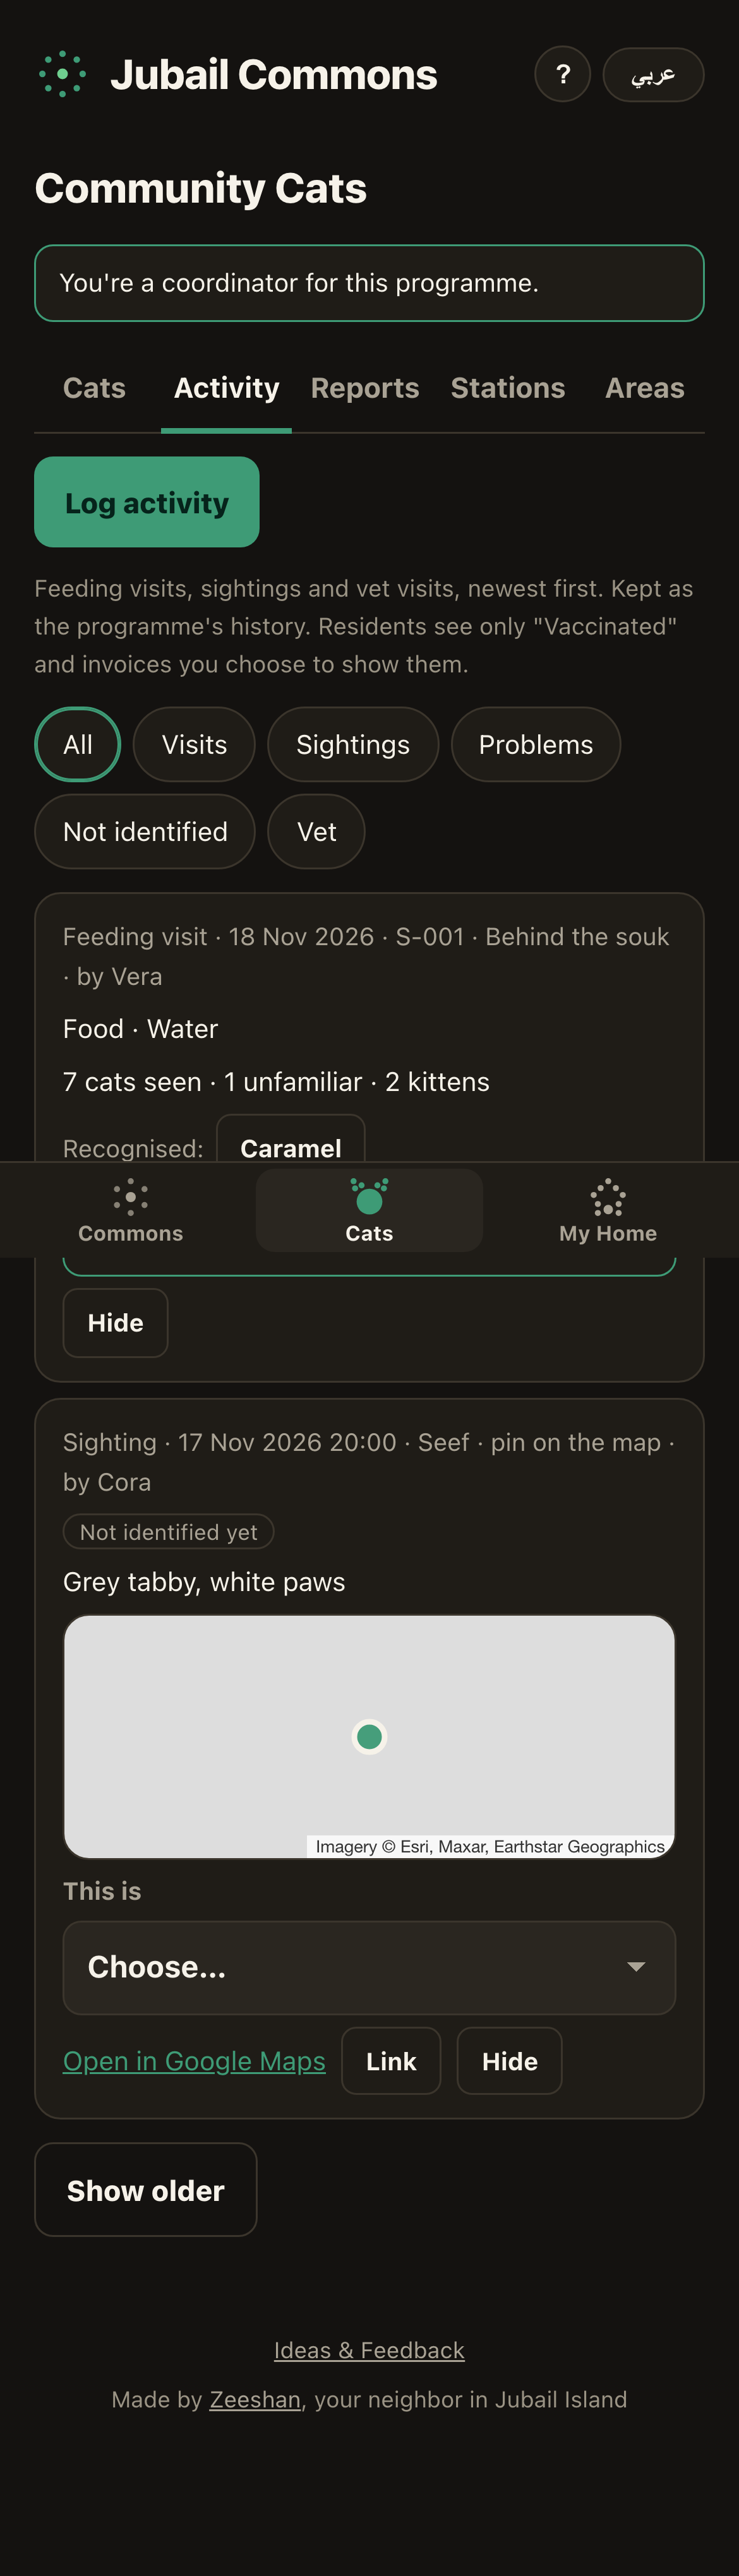 Jubail Commons
?
عربي
Community Cats
You're a coordinator for this programme.
Cats
Activity
Reports
Stations
Areas
Log activity
Feeding visits, sightings and vet visits, newest first. Kept as
the programme's history. Residents see only "Vaccinated"
and invoices you choose to show them.
All
Visits
Sightings
Problems
Not identified
Vet
Feeding visit · 18 Nov 2026 · S-001 · Behind the souk
· by Vera
Food · Water
7 cats seen · 1 unfamiliar · 2 kittens
Recognised:
Caramel
Commons
Cats
My Home
Hide
Sighting · 17 Nov 2026 20:00 · Seef · pin on the map ·
by Cora
Not identified yet
Grey tabby, white paws
Imagery © Esri, Maxar, Earthstar Geographics
This is
Choose...
Open in Google Maps
Link
Hide
Show older
Ideas & Feedback
Made by Zeeshan, your neighbor in Jubail Island